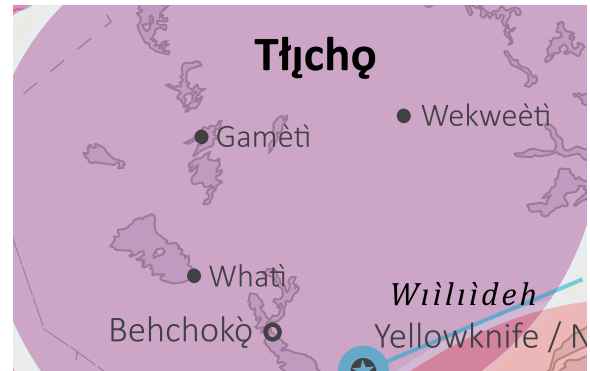 Tłı̨chǫ
Wekweètì
Gamètì
Whatì
Wıìlıìdeh
Behchokǫ̀
Yellowknife / N